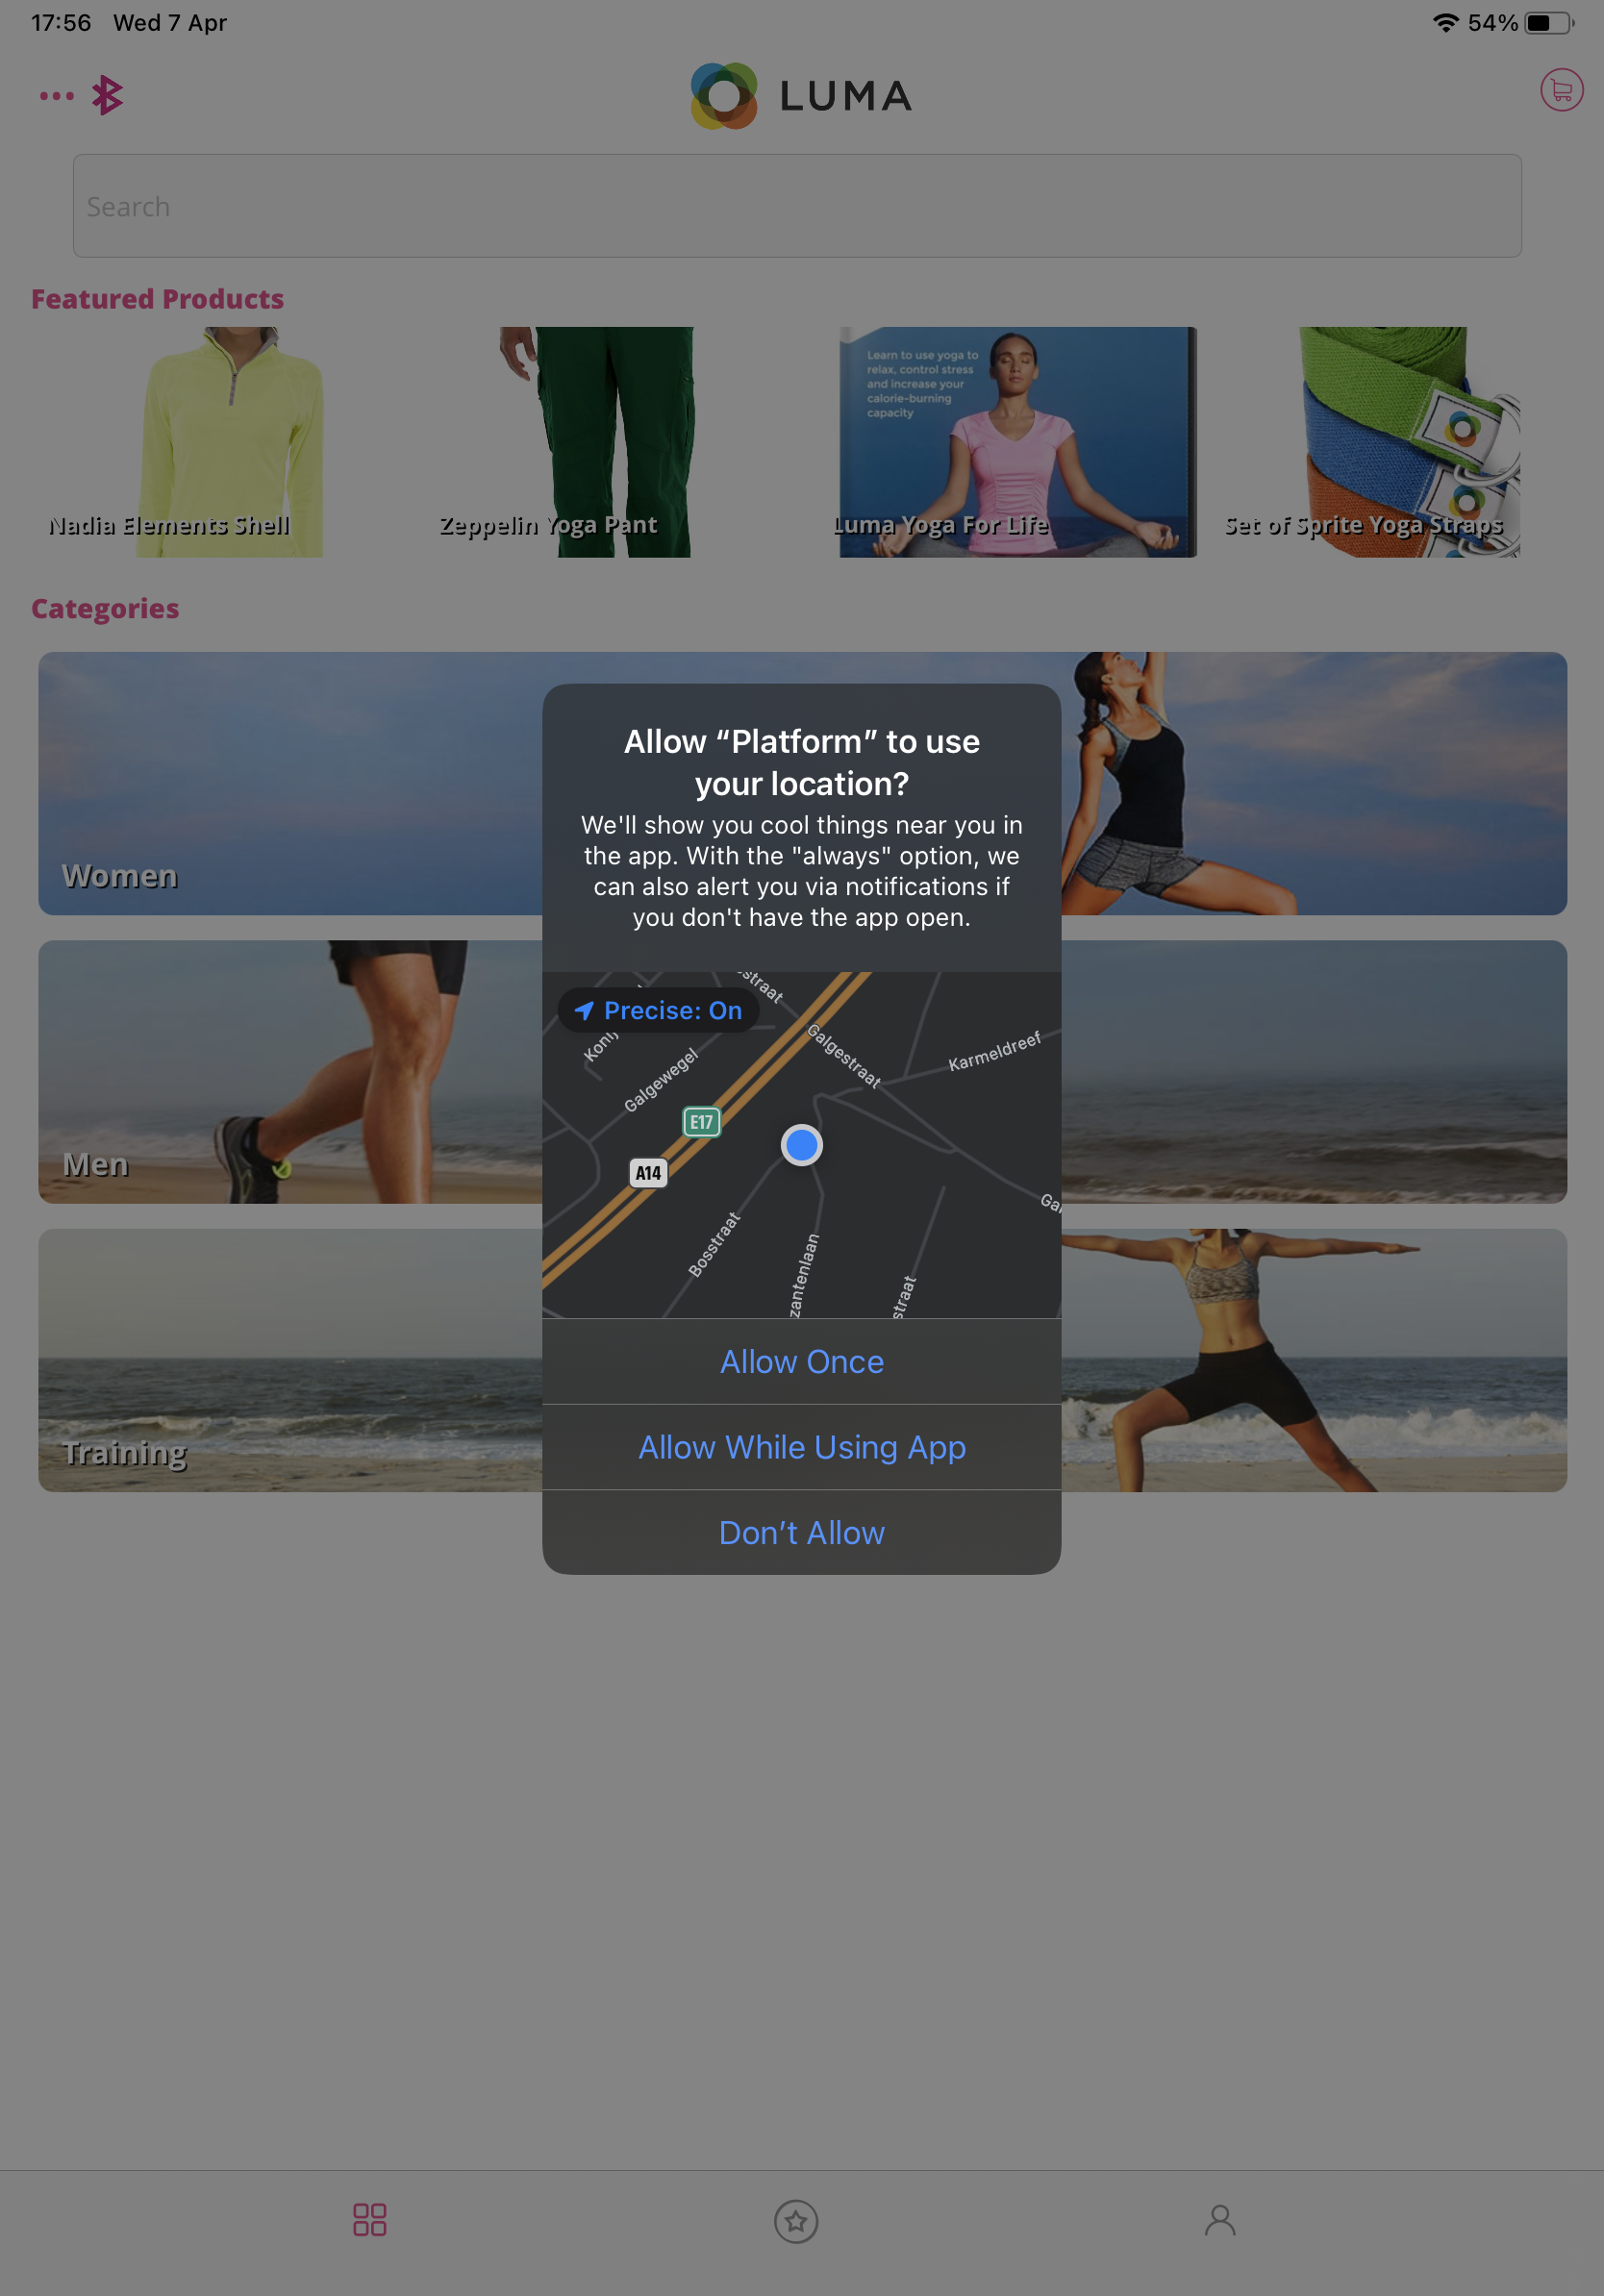 17:56 Wed 7 Apr
54%
LUMA
Search
Featured Products
Learn to use yoga to
relax, control stress
and increase your
calorie-burning
capacity
Nadia Elements Shell
Zeppelin Yoga Pant
Luma Yoga For Life
Set of Sprite Yoga Straps
Categories
Women
Men
Training
Allow “Platform” to use
your location?
We'll show you cool things near you in
the app. With the "always" option, we
can also alert you via notifications if
you don't have the app open.
Precise: On
Galgewegel
Galgestraat
Karmeldreef
E17
A14
Bosstraat
zantenlaan
straat
Allow Once
Allow While Using App
Don’t Allow